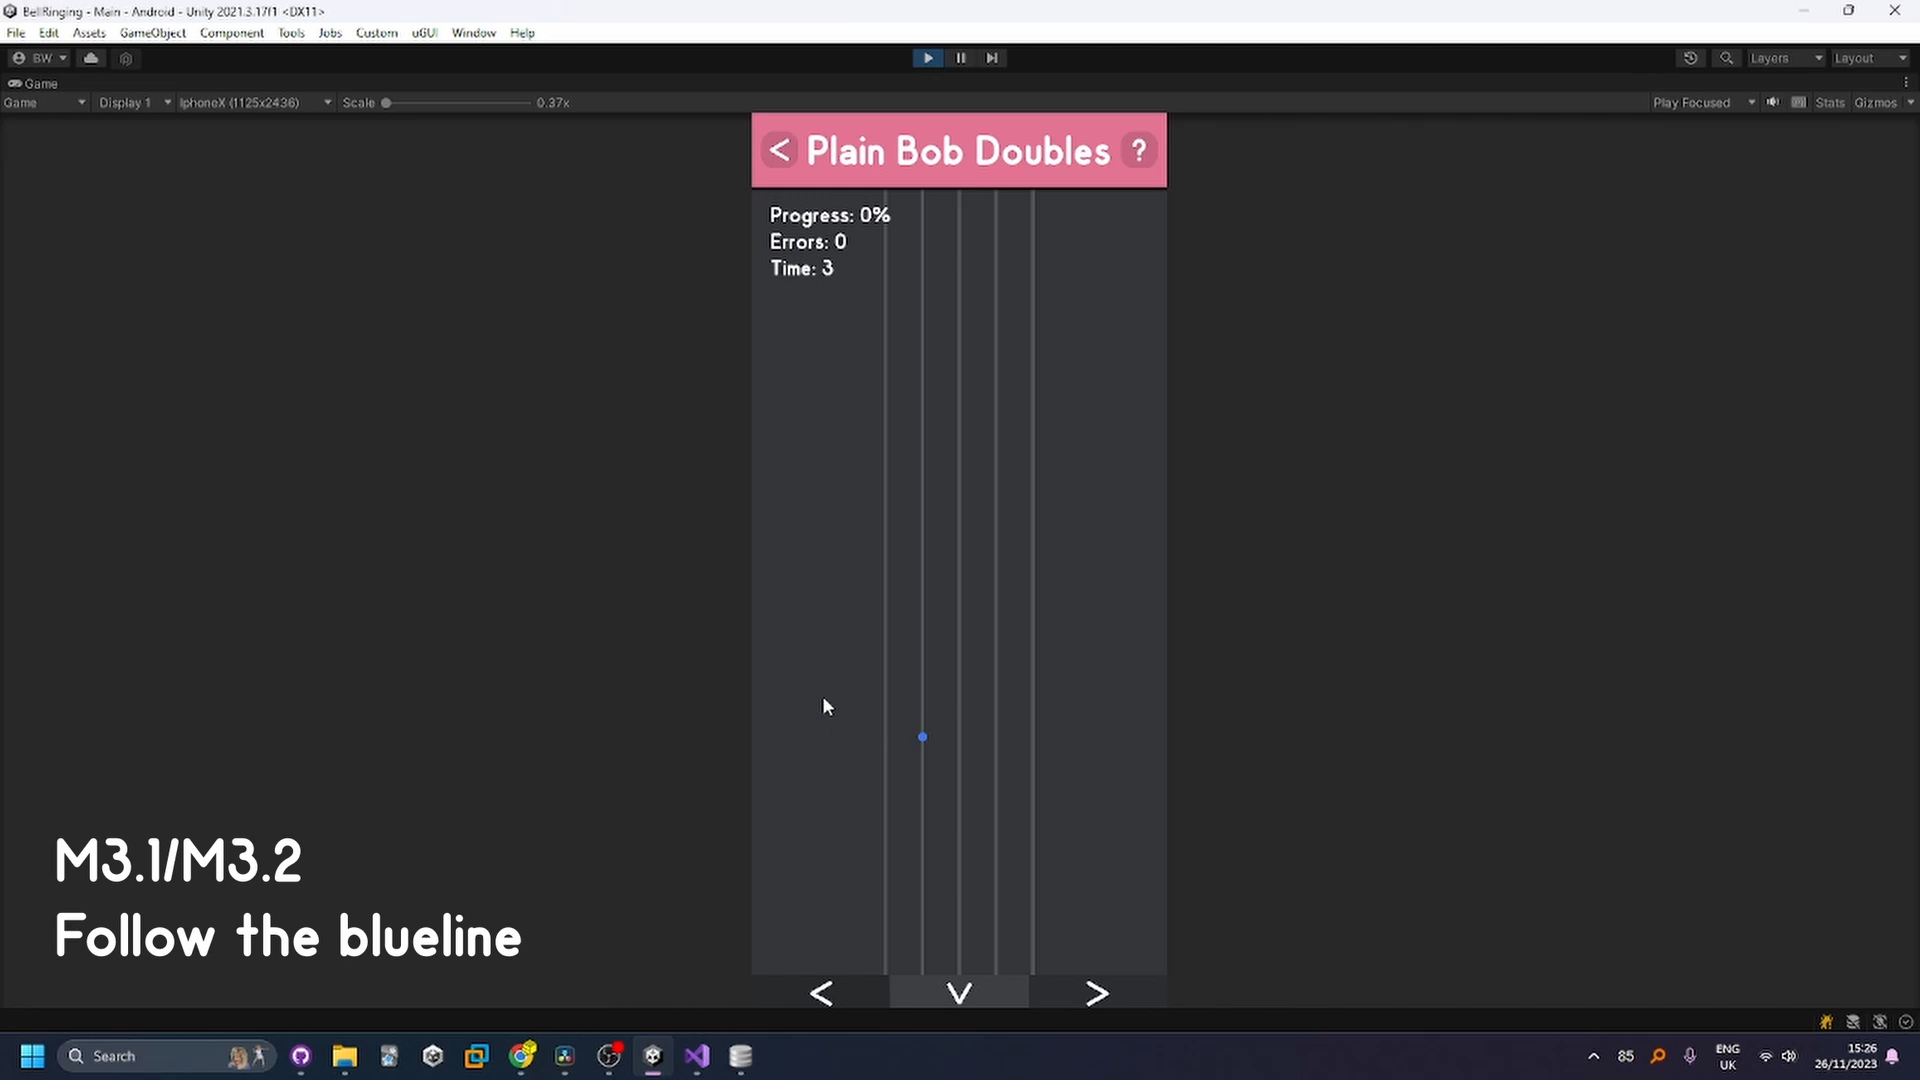 BellRinging - Main - Android - Unity 2021.3.17f1 <DX11>
File Edit Assets GameObject Component Tools Jobs Custom uGUI Window Help
BW Layers Layout
Game
Game Display 1 IphoneX (1125x2436) Scale 0.37x Play Focused Stats Gizmos
< Plain Bob Doubles ?
Progress: 0%
Errors: 0
Time: 3
M3.1/M3.2
Follow the blueline
Search
85
ENG
UK
15:26
26/11/2023